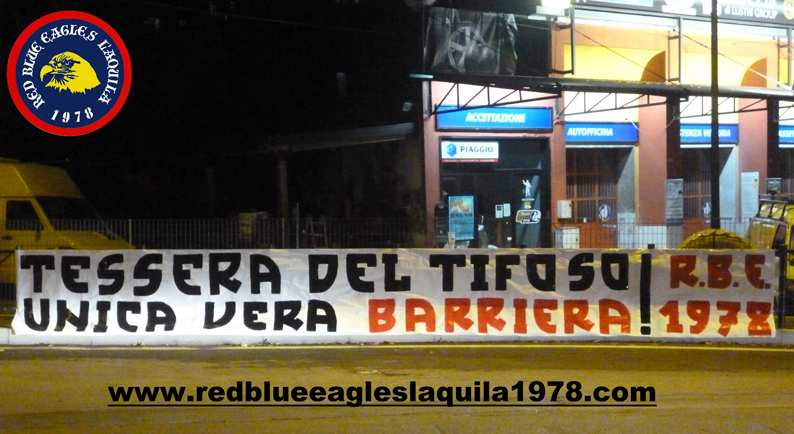 RED BLUE EAGLES L'AQUILA
1978
ACCETTAZIONE
AUTOFFICINA
PIAGGIO
TESSERA DEL TIFOSO!
UNICA VERA BARRIERA!
R.B.E.
1978
www.redblueeagleslaquila1978.com